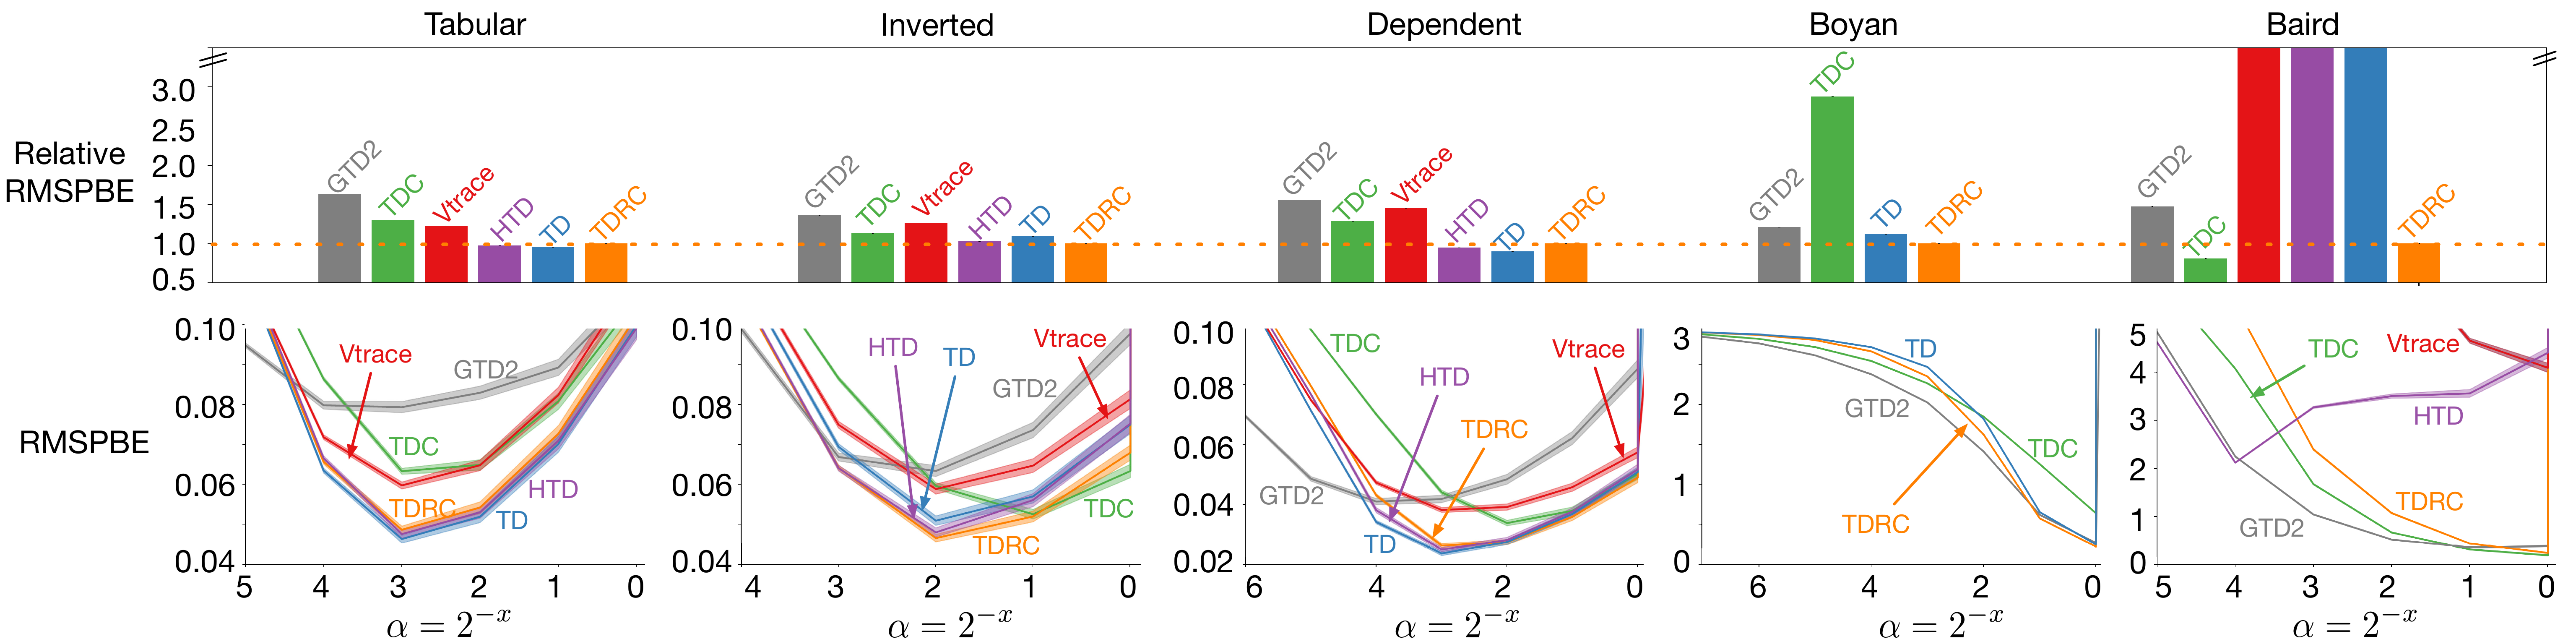 Tabular Inverted Dependent Boyan Baird
Relative
RMSPBE
3.0
2.5
2.0
1.5
1.0
0.5
GTD2 TDC Vtrace HTD TD TDRC
GTD2 TDC Vtrace HTD TD TDRC
GTD2 TDC Vtrace HTD TD TDRC
GTD2 TDC TD TDRC
GTD2 TDC TDRC
RMSPBE
0.10
0.08
0.06
0.04
Vtrace
GTD2
TDC
TDRC
HTD
TD
5 4 3 2 1 0
α = 2^{-x}
0.10
0.08
0.06
0.04
HTD
TD
Vtrace
GTD2
TDC
TDRC
4 3 2 1 0
α = 2^{-x}
0.10
0.08
0.06
0.04
0.02
TDC
Vtrace
HTD
TDRC
GTD2
TD
6 4 2 0
α = 2^{-x}
3
2
1
0
TD
GTD2
TDC
TDRC
6 4 2 0
α = 2^{-x}
5
4
3
2
1
0
TDC
Vtrace
HTD
TDRC
GTD2
5 4 3 2 1 0
α = 2^{-x}